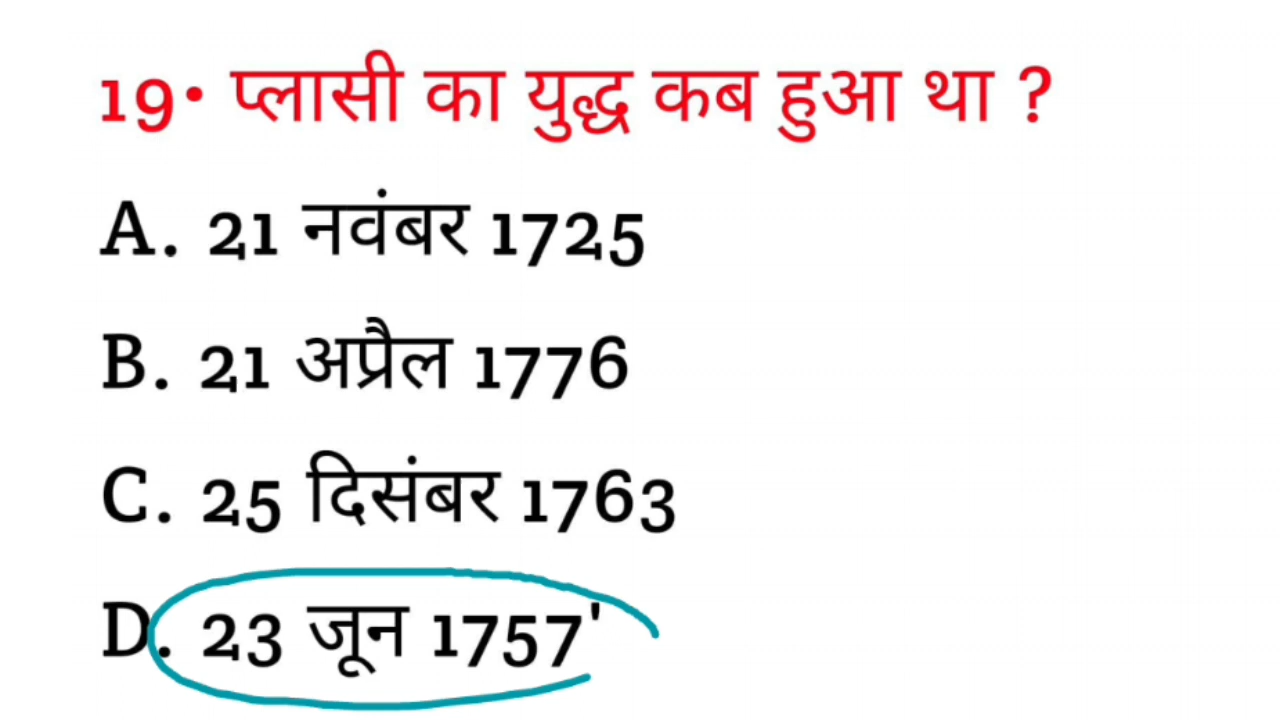 19• प्लासी का युद्ध कब हुआ था ?
A. 21 नवंबर 1725
B. 21 अप्रैल 1776
C. 25 दिसंबर 1763
D. 23 जून 1757'